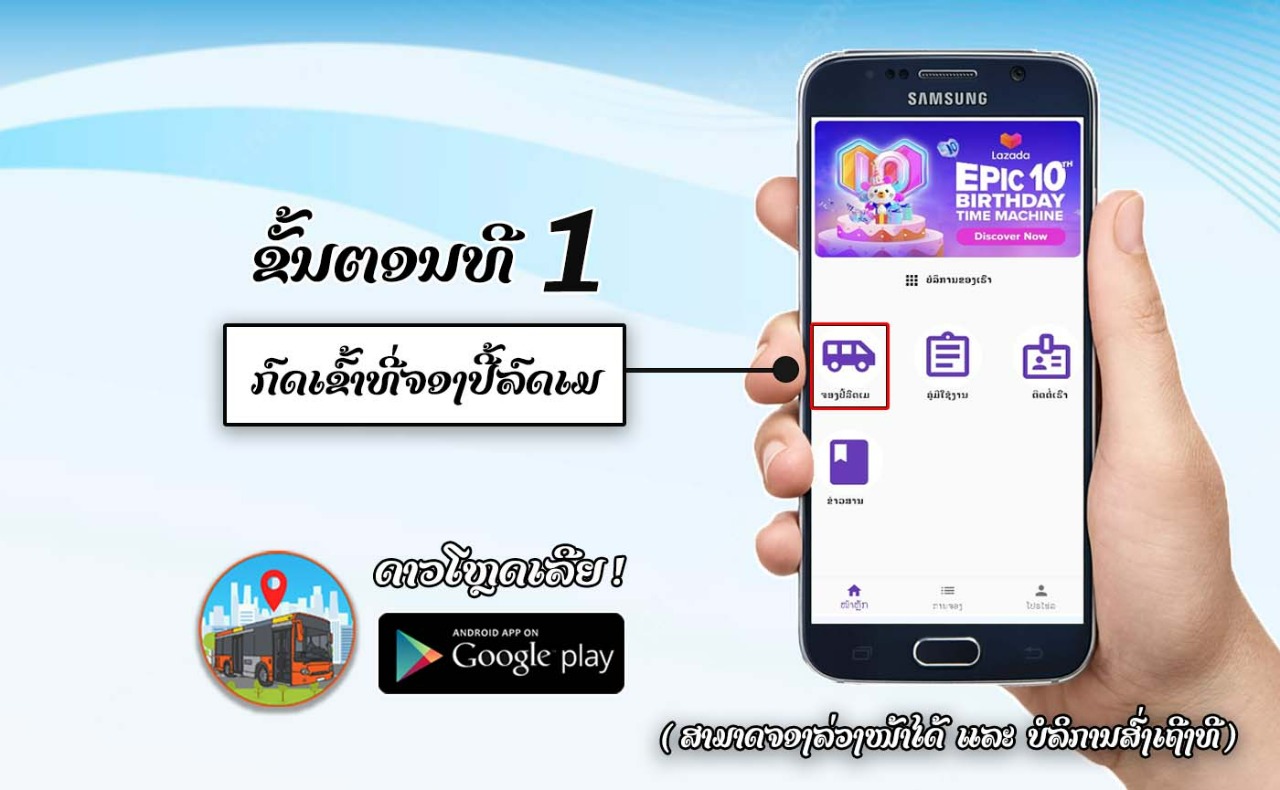 ຂັ້ນຕອນທີ 1
ກົດເຂົ້າທີ່ຈອງປີ້ລົດເມ
ດາວໂຫຼດເລີຍ !
ANDROID APP ON
Google play
SAMSUNG
10
Lazada
EPIC 10TH
BIRTHDAY
TIME MACHINE
Discover Now
ບໍລິການຂອງເຮົາ
ຈອງປີ້ລົດເມ
ຄູ່ມືໃຊ້ງານ
ຕິດຕໍ່ເຮົາ
ຂ່າວສານ
ໜ້າຫຼັກ
ການຈອງ
ໂປຣໄຟລ
( ສາມາດຈອງລ່ວງໜ້າໄດ້ ແລະ ບໍລິການສົ່ງເຖິງທີ່ )